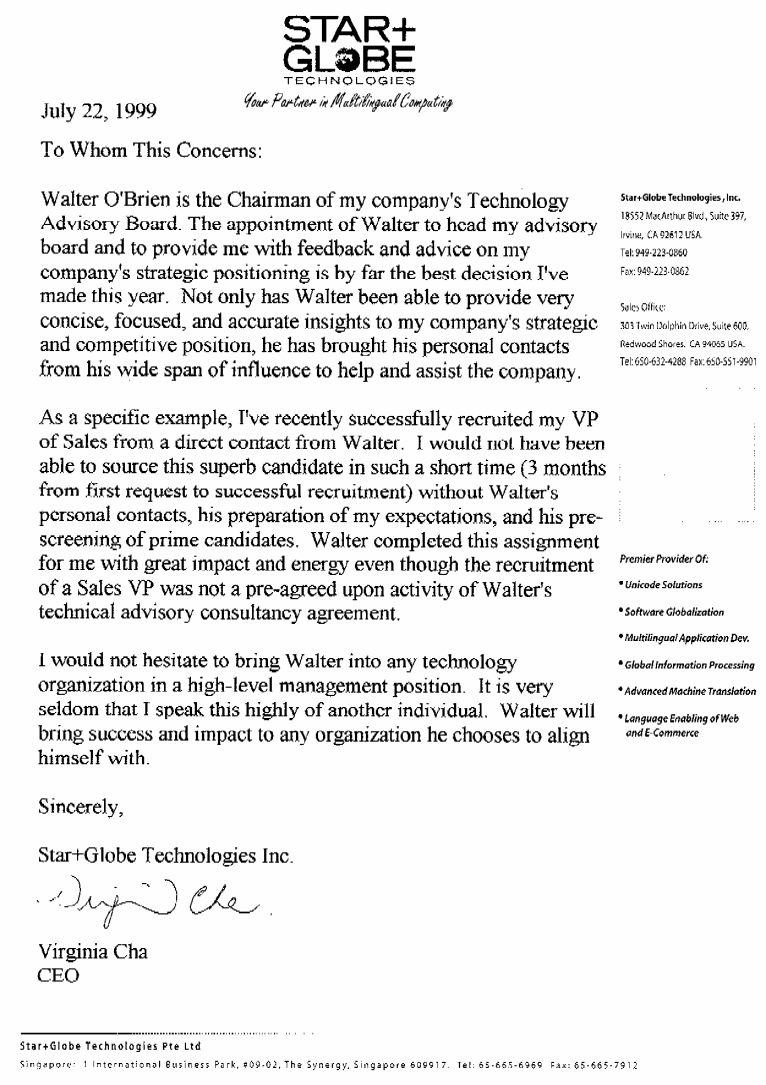 STAR+
GLOBE
TECHNOLOGIES
Your Partner in Multilingual Computing
July 22, 1999
To Whom This Concerns:
Walter O'Brien is the Chairman of my company's Technology
Advisory Board. The appointment of Walter to head my advisory
board and to provide me with feedback and advice on my
company's strategic positioning is by far the best decision I've
made this year.  Not only has Walter been able to provide very
concise, focused, and accurate insights to my company's strategic
and competitive position, he has brought his personal contacts
from his wide span of influence to help and assist the company.
As a specific example, I've recently successfully recruited my VP
of Sales from a direct contact from Walter.  I would not have been
able to source this superb candidate in such a short time (3 months
from first request to successful recruitment) without Walter's
personal contacts, his preparation of my expectations, and his pre-
screening of prime candidates.  Walter completed this assignment
for me with great impact and energy even though the recruitment
of a Sales VP was not a pre-agreed upon activity of Walter's
technical advisory consultancy agreement.
I would not hesitate to bring Walter into any technology
organization in a high-level management position.  It is very
seldom that I speak this highly of another individual.  Walter will
bring success and impact to any organization he chooses to align
himself with.
Sincerely,
Star+Globe Technologies Inc.
Virginia Cha
Virginia Cha
CEO
Star+Globe Technologies, Inc.
18552 MacArthur Blvd., Suite 397,
Irvine, CA 92612 USA.
Tel: 949-223-0860
Fax: 949-223-0862
Sales Office:
303 Twin Dolphin Drive, Suite 600,
Redwood Shores. CA 94065 USA.
Tel: 650-632-4288 Fax: 650-551-9901
Premier Provider Of:
• Unicode Solutions
• Software Globalization
• Multilingual Application Dev.
• Global Information Processing
• Advanced Machine Translation
• Language Enabling of Web
and E-Commerce
Star+Globe Technologies Pte Ltd
Singapore: 1 International Business Park, #09-02, The Synergy, Singapore 609917. Tel: 65-665-6969 Fax: 65-665-7912